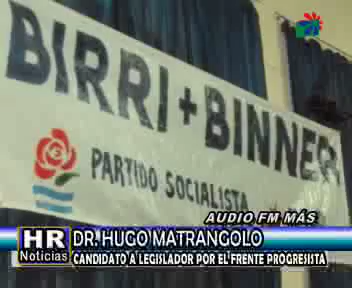 BIRRI + BINNER
PARTIDO SOCIALISTA
AUDIO FM MÁS
HR
Noticias
DR. HUGO MATRANGOLO
CANDIDATO A LEGISLADOR POR EL FRENTE PROGRESISTA